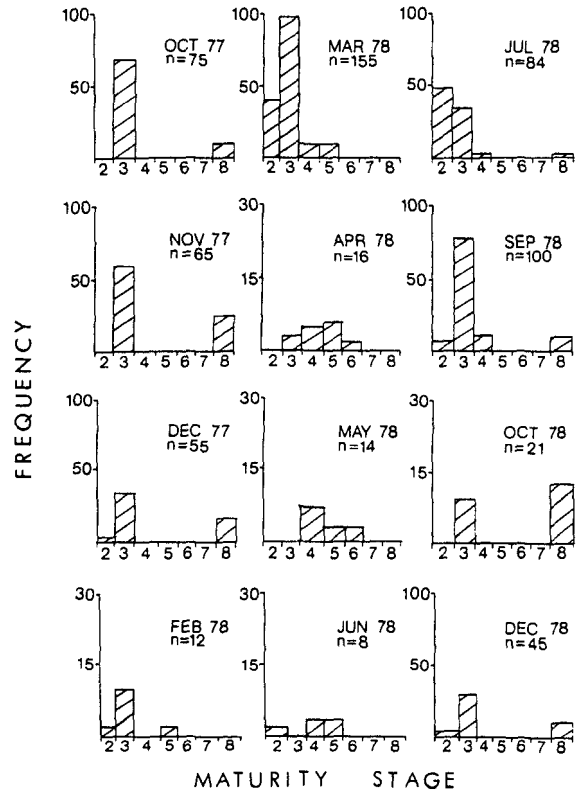 100
50
OCT 77
n=75
2 3 4 5 6 7 8
100
50
MAR 78
n=155
2 3 4 5 6 7 8
100
50
JUL 78
n=84
2 3 4 5 6 7 8
100
50
NOV 77
n=65
2 3 4 5 6 7 8
30
15
APR 78
n=16
2 3 4 5 6 7 8
100
50
SEP 78
n=100
2 3 4 5 6 7 8
100
50
DEC 77
n=55
2 3 4 5 6 7 8
30
15
MAY 78
n=14
2 3 4 5 6 7 8
30
15
OCT 78
n=21
2 3 4 5 6 7 8
30
15
FEB 78
n=12
2 3 4 5 6 7 8
30
15
JUN 78
n=8
2 3 4 5 6 7 8
100
50
DEC 78
n=45
2 3 4 5 6 7 8
FREQUENCY
MATURITY STAGE